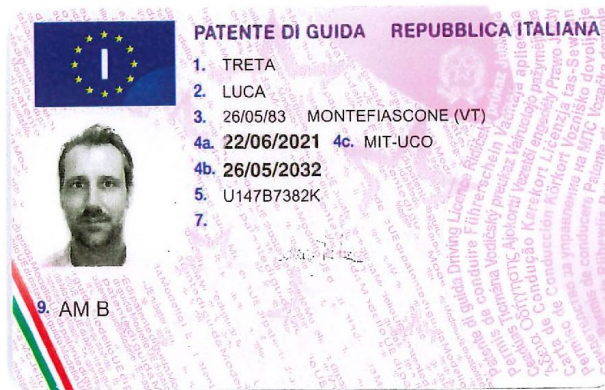 PATENTE DI GUIDA REPUBBLICA ITALIANA
I
1. TRETA
2. LUCA
3. 26/05/83 MONTEFIASCONE (VT)
4a. 22/06/2021 4c. MIT-UCO
4b. 26/05/2032
5. U147B7382K
7.
9. AM B